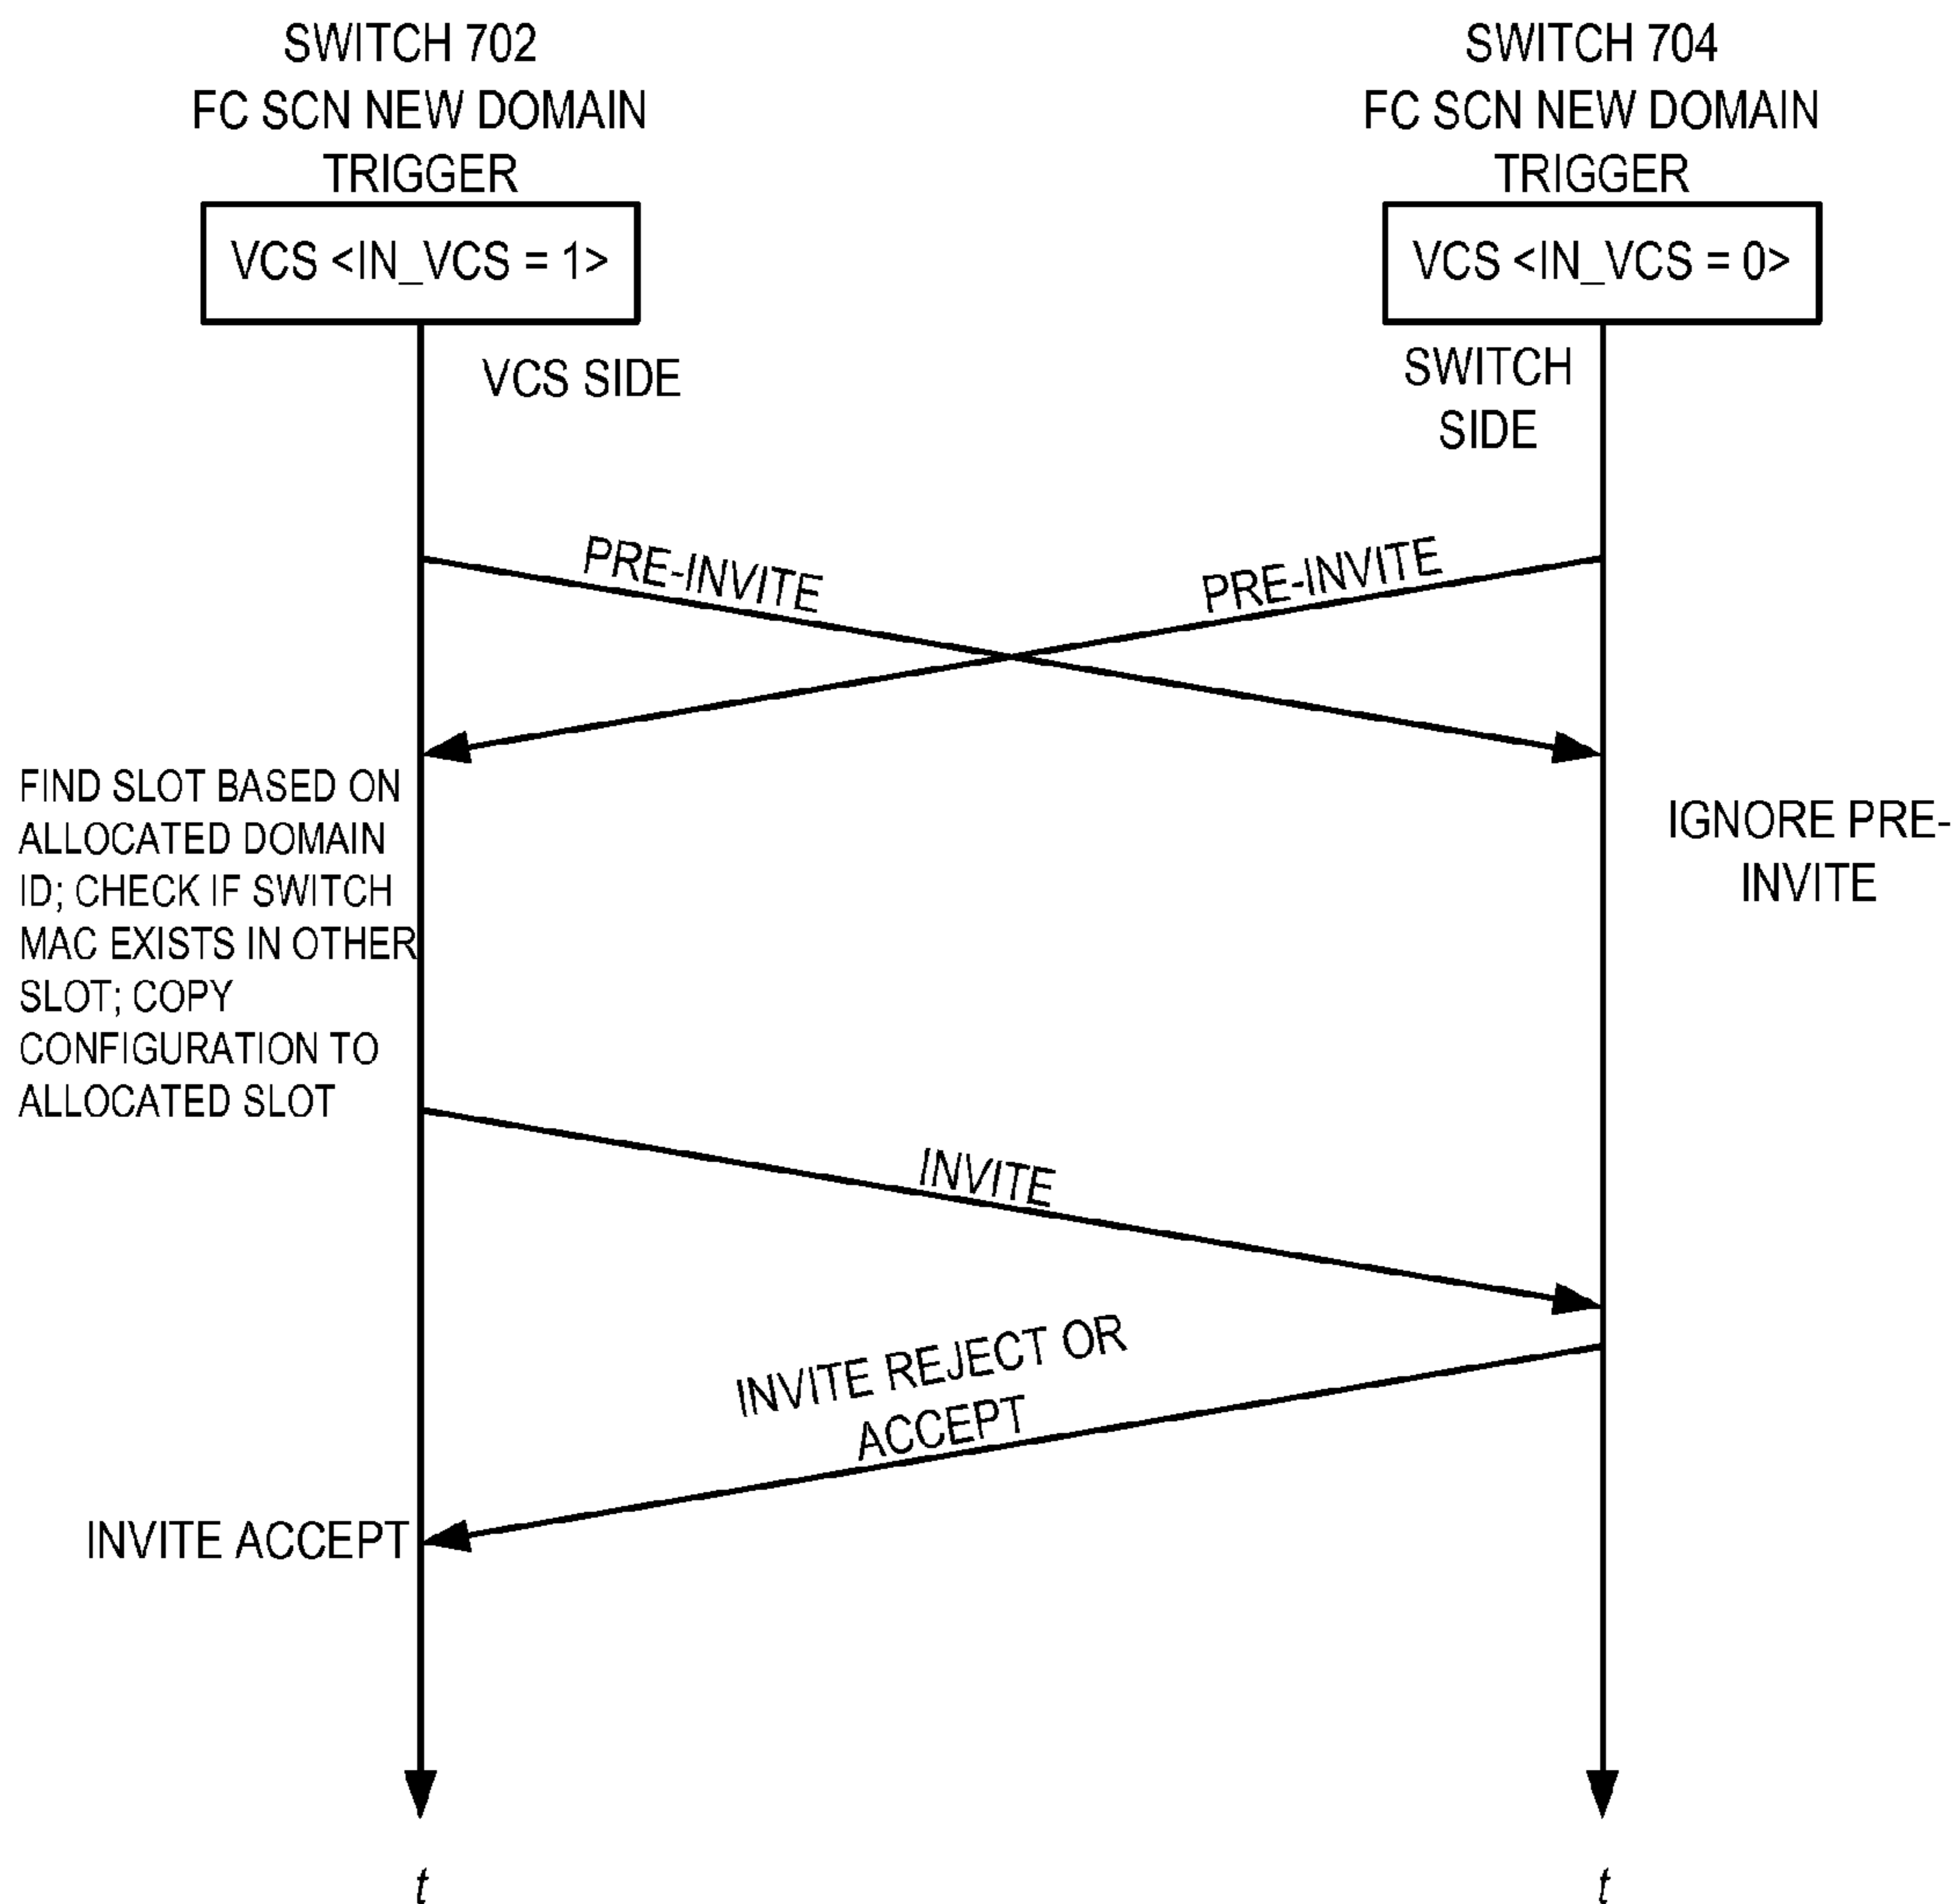 SWITCH 702
FC SCN NEW DOMAIN
TRIGGER
VCS <IN_VCS = 1>
VCS SIDE
SWITCH 704
FC SCN NEW DOMAIN
TRIGGER
VCS <IN_VCS = 0>
SWITCH
SIDE
PRE-INVITE
PRE-INVITE
FIND SLOT BASED ON
ALLOCATED DOMAIN
ID; CHECK IF SWITCH
MAC EXISTS IN OTHER
SLOT; COPY
CONFIGURATION TO
ALLOCATED SLOT
IGNORE PRE-
INVITE
INVITE
INVITE REJECT OR
ACCEPT
INVITE ACCEPT
t
t